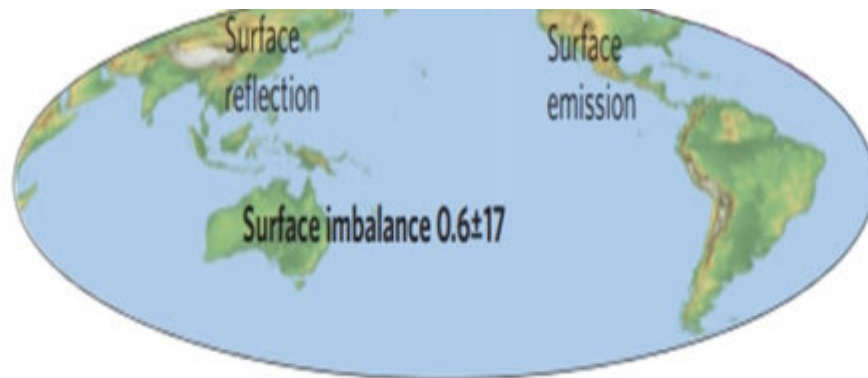 Surface
reflection
Surface
emission
Surface imbalance 0.6±17